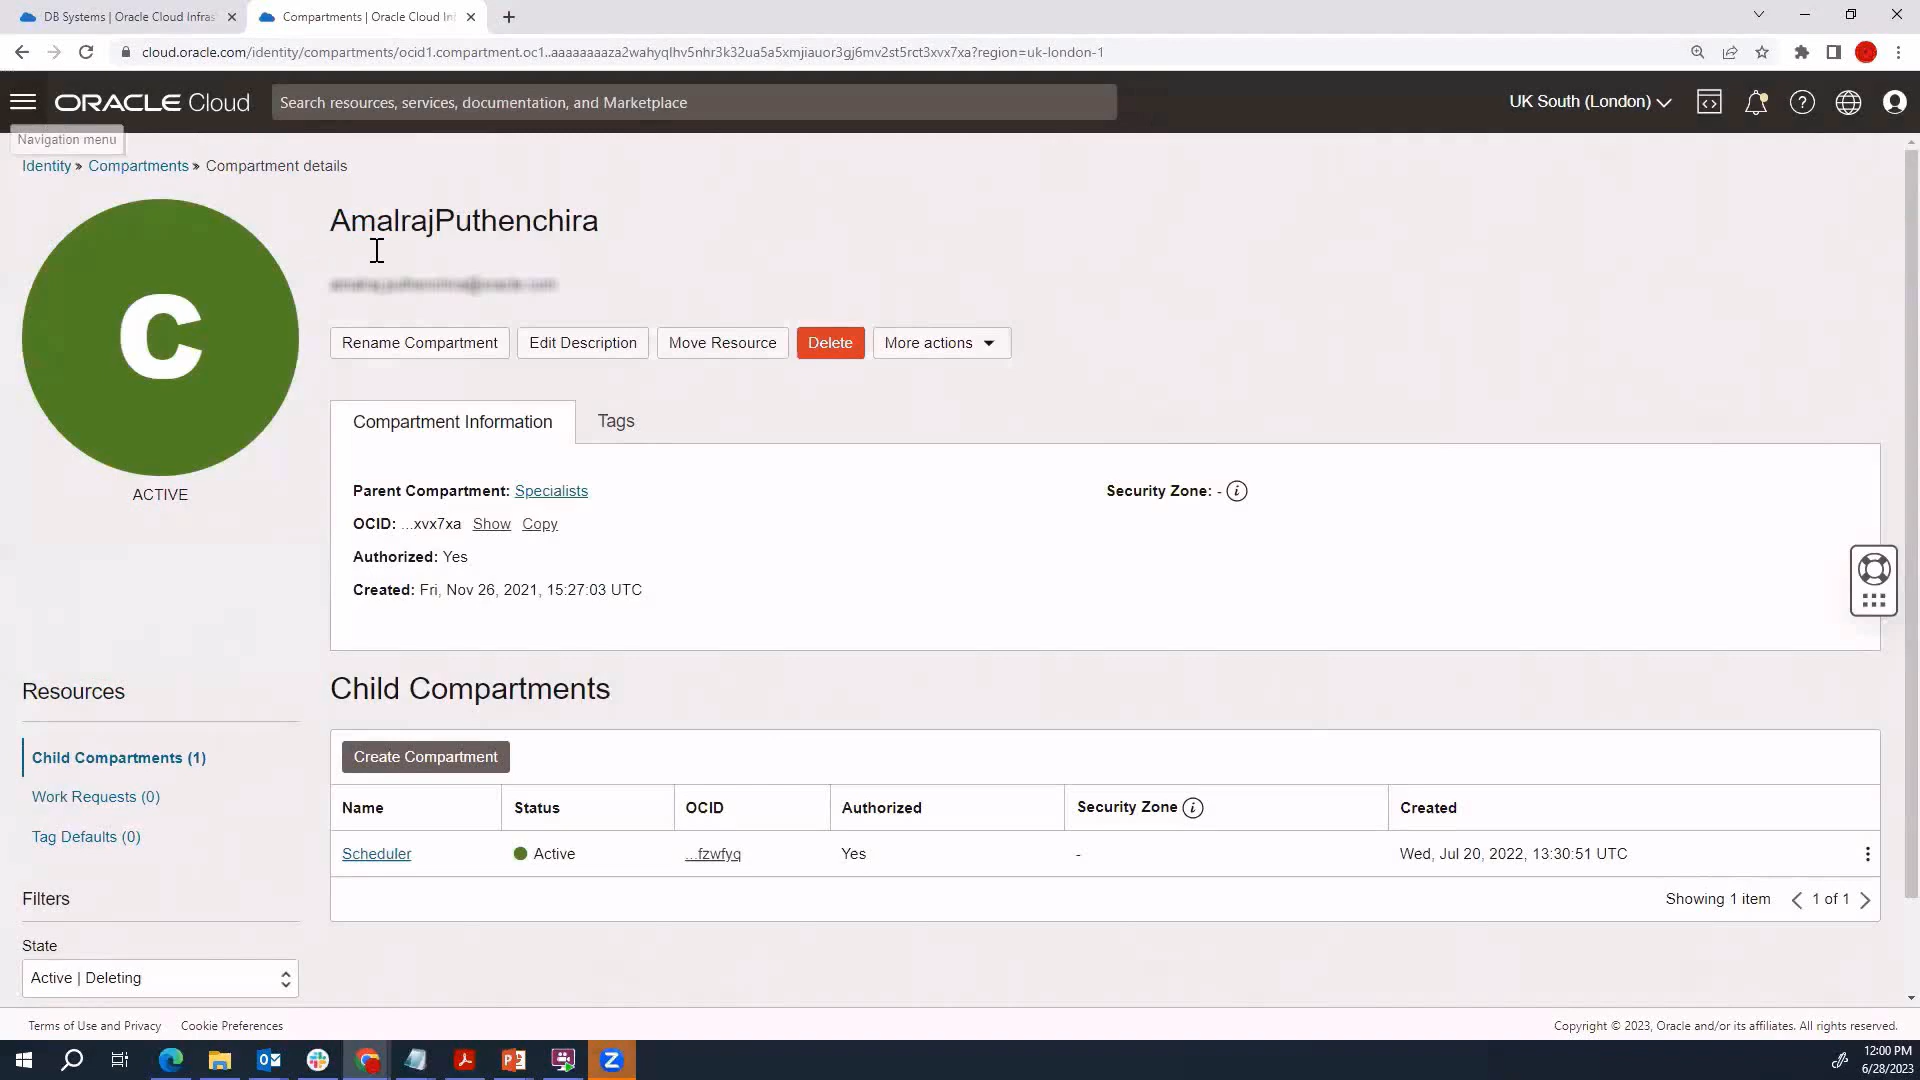 DB Systems | Oracle Cloud Infras
Compartments | Oracle Cloud In
cloud.oracle.com/identity/compartments/ocid1.compartment.oc1..aaaaaaaaza2wahyqlhv5nhr3k32ua5a5xmjiauor3gj6mv2st5rct3xvx7xa?region=uk-london-1
ORACLE Cloud
Search resources, services, documentation, and Marketplace
UK South (London)
Navigation menu
Identity » Compartments » Compartment details
C
ACTIVE
AmalrajPuthenchira
Rename Compartment Edit Description Move Resource Delete More actions
Compartment Information Tags
Parent Compartment: Specialists
Security Zone: - i
OCID: ...xvx7xa Show Copy
Authorized: Yes
Created: Fri, Nov 26, 2021, 15:27:03 UTC
Resources
Child Compartments (1)
Work Requests (0)
Tag Defaults (0)
Filters
State
Active | Deleting
Child Compartments
Create Compartment
Name Status OCID Authorized Security Zone i Created
Scheduler Active ...fzwfyq Yes - Wed, Jul 20, 2022, 13:30:51 UTC
Showing 1 item 1 of 1
Terms of Use and Privacy Cookie Preferences
Copyright © 2023, Oracle and/or its affiliates. All rights reserved.
12:00 PM
6/28/2023